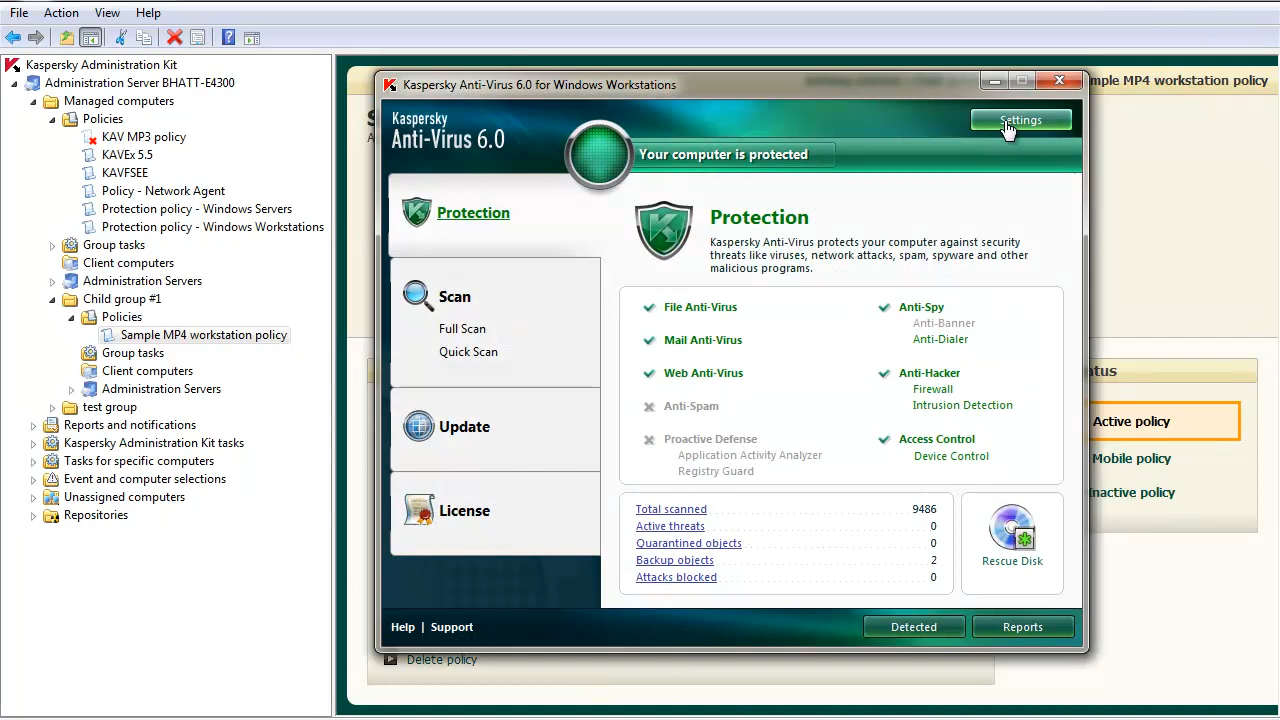 File Action View Help
Kaspersky Administration Kit
Administration Server BHATT-E4300
Managed computers
Policies
KAV MP3 policy
KAVEx 5.5
KAVFSEE
Policy - Network Agent
Protection policy - Windows Servers
Protection policy - Windows Workstations
Group tasks
Client computers
Administration Servers
Child group #1
Policies
Sample MP4 workstation policy
Group tasks
Client computers
Administration Servers
test group
Reports and notifications
Kaspersky Administration Kit tasks
Tasks for specific computers
Event and computer selections
Unassigned computers
Repositories
mple MP4 workstation policy
Kaspersky Anti-Virus 6.0 for Windows Workstations
Kaspersky
Anti-Virus 6.0
Settings
Your computer is protected
Protection
Scan
Full Scan
Quick Scan
Update
License
Protection
Kaspersky Anti-Virus protects your computer against security
threats like viruses, network attacks, spam, spyware and other
malicious programs.
File Anti-Virus
Mail Anti-Virus
Web Anti-Virus
Anti-Spam
Proactive Defense
Application Activity Analyzer
Registry Guard
Anti-Spy
Anti-Banner
Anti-Dialer
Anti-Hacker
Firewall
Intrusion Detection
Access Control
Device Control
Total scanned 9486
Active threats 0
Quarantined objects 0
Backup objects 2
Attacks blocked 0
Rescue Disk
Help | Support
Detected
Reports
atus
Active policy
Mobile policy
Inactive policy
Delete policy